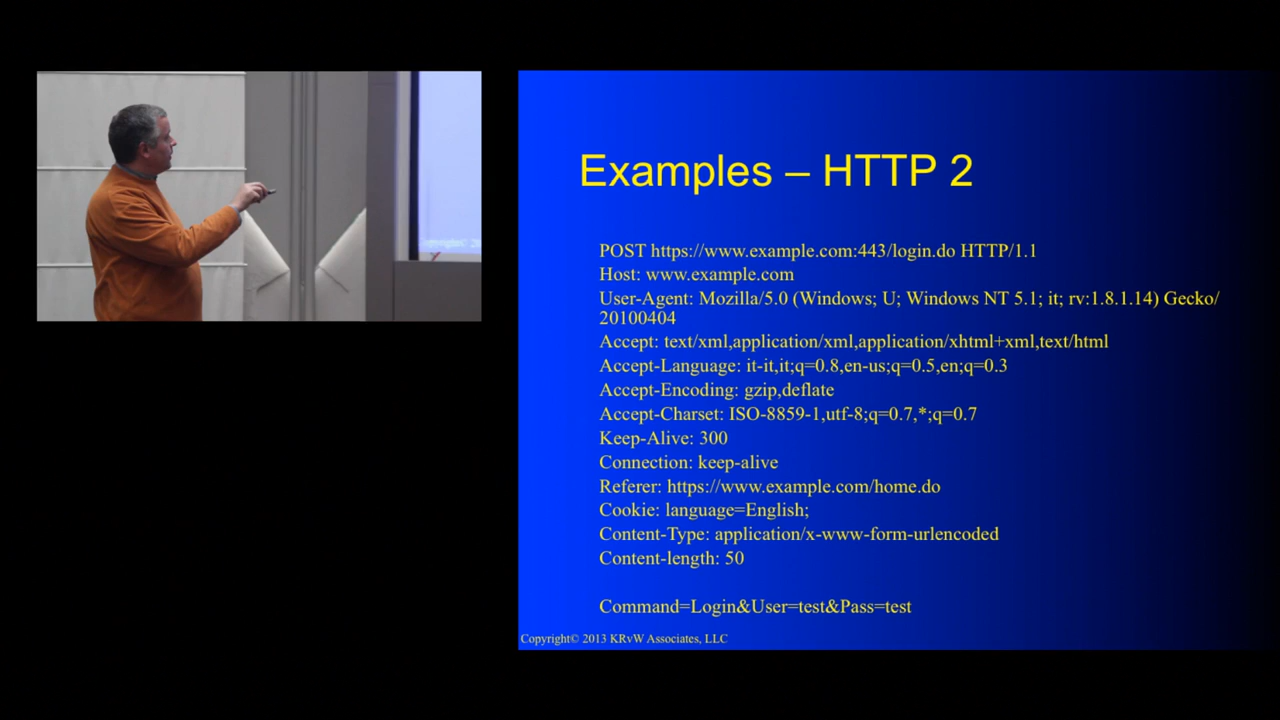 Examples – HTTP 2
POST https://www.example.com:443/login.do HTTP/1.1
Host: www.example.com
User-Agent: Mozilla/5.0 (Windows; U; Windows NT 5.1; it; rv:1.8.1.14) Gecko/
20100404
Accept: text/xml,application/xml,application/xhtml+xml,text/html
Accept-Language: it-it,it;q=0.8,en-us;q=0.5,en;q=0.3
Accept-Encoding: gzip,deflate
Accept-Charset: ISO-8859-1,utf-8;q=0.7,*;q=0.7
Keep-Alive: 300
Connection: keep-alive
Referer: https://www.example.com/home.do
Cookie: language=English;
Content-Type: application/x-www-form-urlencoded
Content-length: 50
Command=Login&User=test&Pass=test
Copyright© 2013 KRvW Associates, LLC